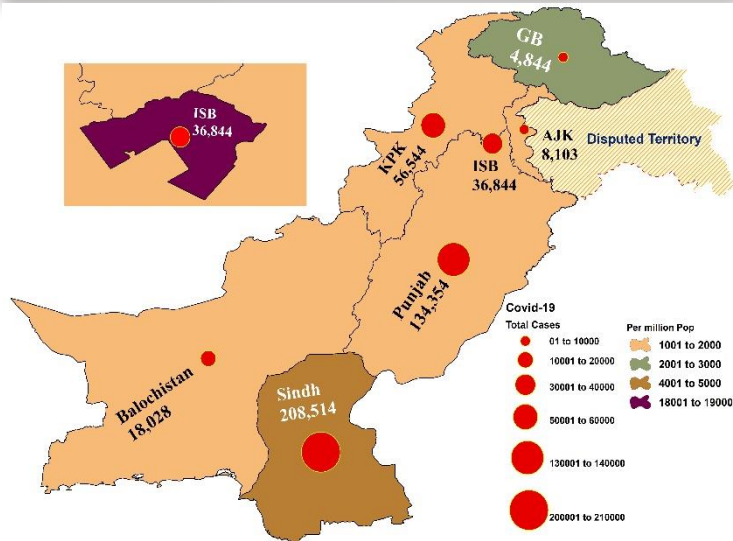 ISB
36,844
GB
4,844
KPK
56,544
ISB
36,844
AJK
8,103
Disputed Territory
Punjab
134,354
Balochistan
18,028
Sindh
208,514
Covid-19
Total Cases
01 to 10000
10001 to 20000
30001 to 40000
50001 to 60000
130001 to 140000
200001 to 210000
Per million Pop
1001 to 2000
2001 to 3000
4001 to 5000
18001 to 19000